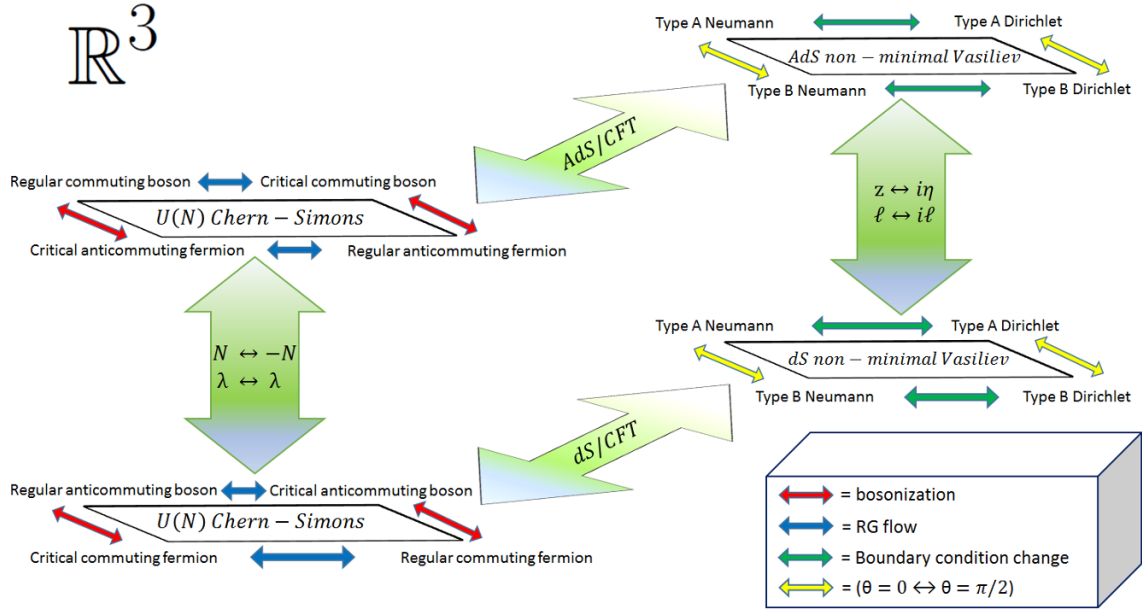 ℝ³
Type A Neumann
Type A Dirichlet
AdS non − minimal Vasiliev
Type B Neumann
Type B Dirichlet
AdS/CFT
Regular commuting boson
Critical commuting boson
U(N) Chern − Simons
Critical anticommuting fermion
Regular anticommuting fermion
z ↔ iη
ℓ ↔ iℓ
N ↔ −N
λ ↔ λ
Type A Neumann
Type A Dirichlet
dS non − minimal Vasiliev
Type B Neumann
Type B Dirichlet
dS/CFT
Regular anticommuting boson
Critical anticommuting boson
U(N) Chern − Simons
Critical commuting fermion
Regular commuting fermion
= bosonization
= RG flow
= Boundary condition change
= (θ = 0 ↔ θ = π/2)